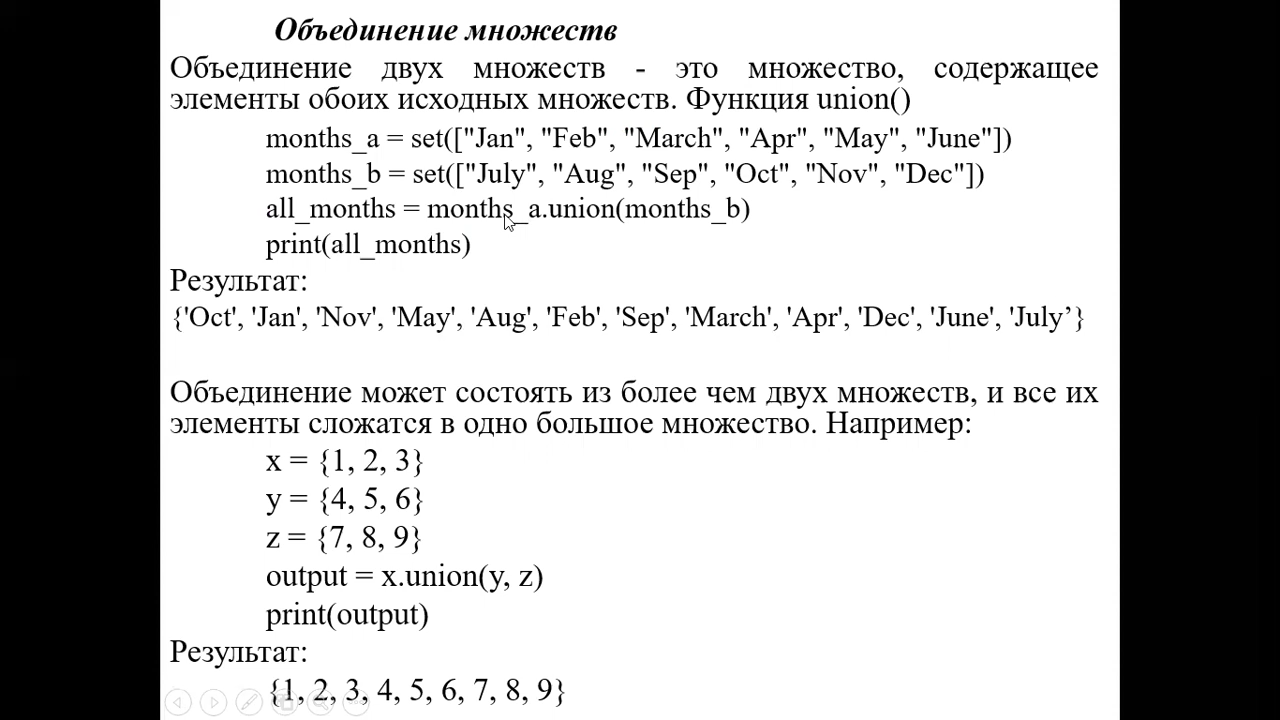 Объединение множеств
Объединение двух множеств - это множество, содержащее
элементы обоих исходных множеств. Функция union()
months_a = set(["Jan", "Feb", "March", "Apr", "May", "June"])
months_b = set(["July", "Aug", "Sep", "Oct", "Nov", "Dec"])
all_months = months_a.union(months_b)
print(all_months)
Результат:
{'Oct', 'Jan', 'Nov', 'May', 'Aug', 'Feb', 'Sep', 'March', 'Apr', 'Dec', 'June', 'July’}
Объединение может состоять из более чем двух множеств, и все их
элементы сложатся в одно большое множество. Например:
x = {1, 2, 3}
y = {4, 5, 6}
z = {7, 8, 9}
output = x.union(y, z)
print(output)
Результат:
{1, 2, 3, 4, 5, 6, 7, 8, 9}